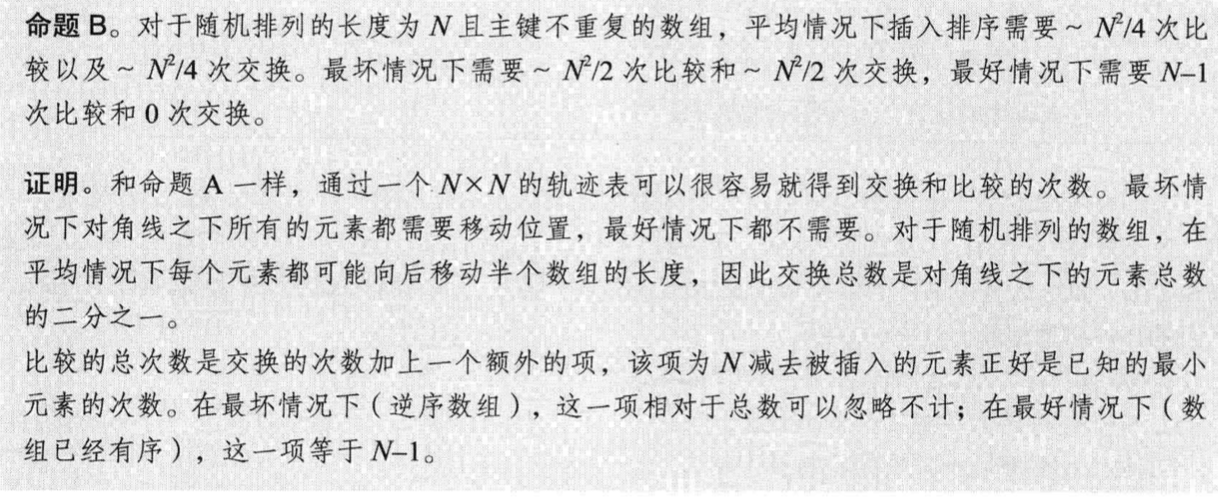 命题 B。对于随机排列的长度为 N 且主键不重复的数组，平均情况下插入排序需要 ~ N²/4 次比
较以及 ~ N²/4 次交换。最坏情况下需要 ~ N²/2 次比较和 ~ N²/2 次交换，最好情况下需要 N–1
次比较和 0 次交换。
证明。和命题 A 一样，通过一个 N×N 的轨迹表可以很容易就得到交换和比较的次数。最坏情
况下对角线之下所有的元素都需要移动位置，最好情况下都不需要。对于随机排列的数组，在
平均情况下每个元素都可能向后移动半个数组的长度，因此交换总数是对角线之下的元素总数
的二分之一。
比较的总次数是交换的次数加上一个额外的项，该项为 N 减去被插入的元素正好是已知的最小
元素的次数。在最坏情况下（逆序数组），这一项相对于总数可以忽略不计；在最好情况下（数
组已经有序），这一项等于 N–1。